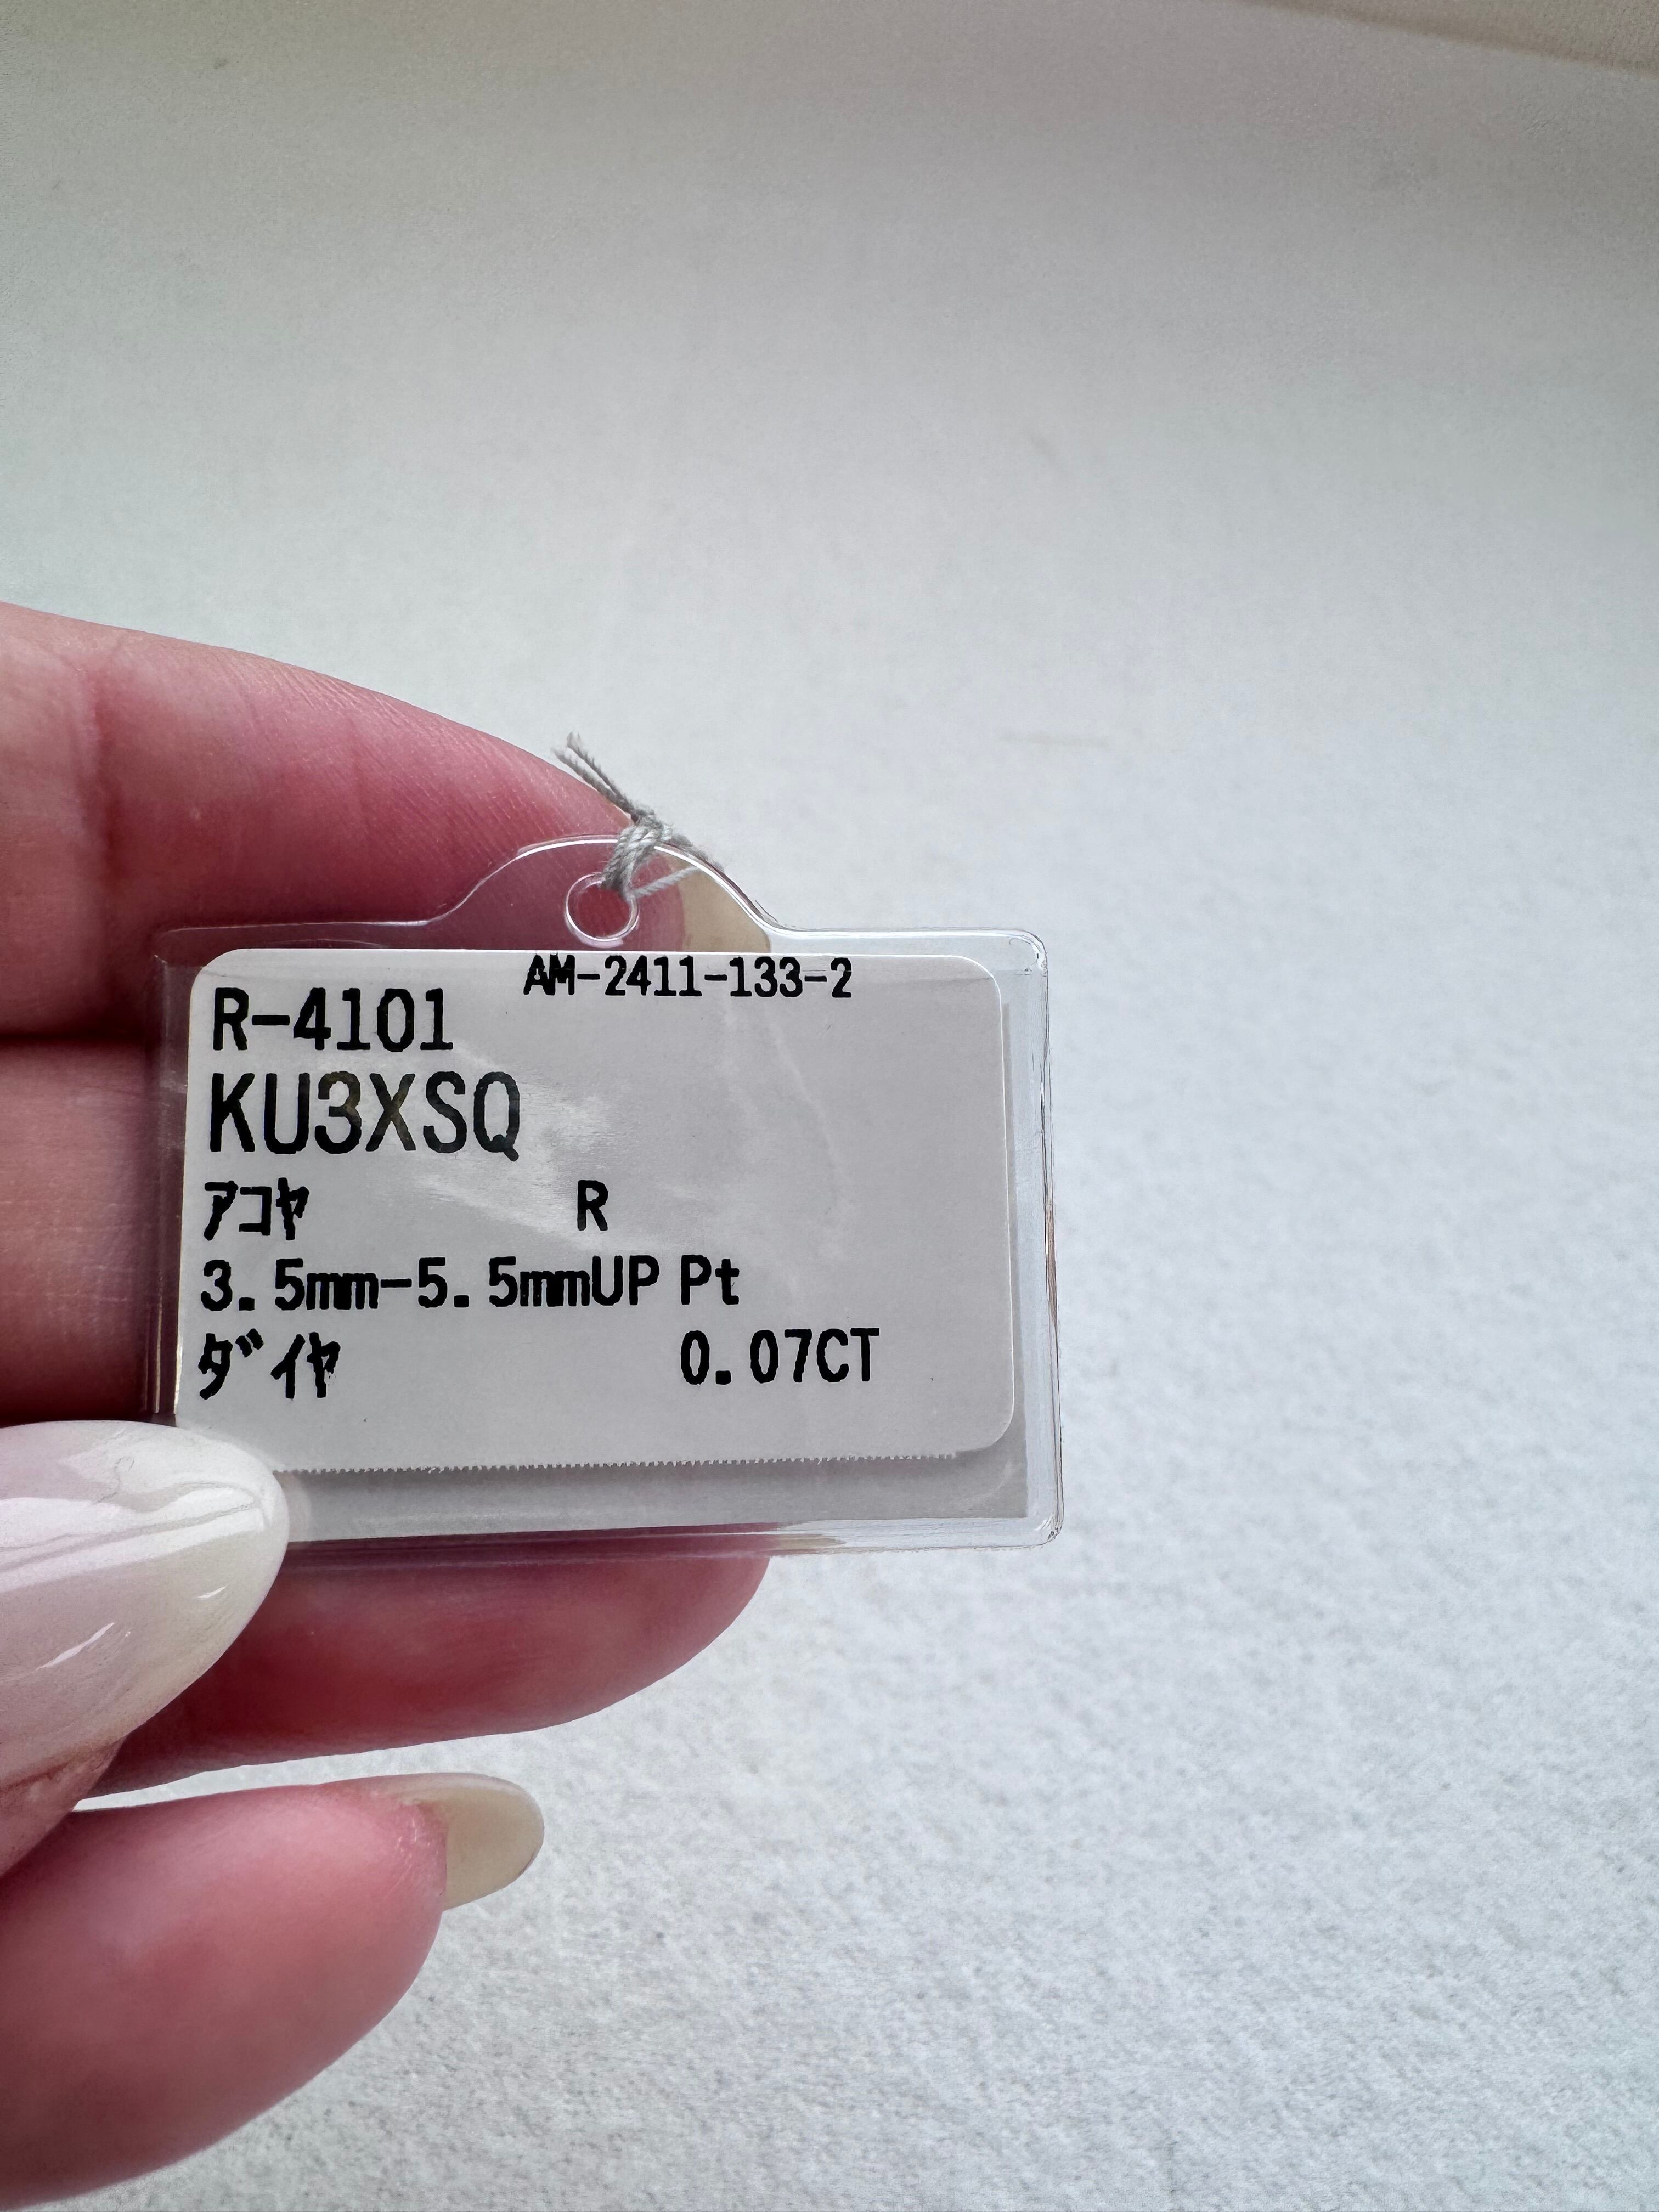 AM-2411-133-2
R-4101
KU3XSQ
アコヤ R
3.5mm-5.5mmUP Pt
ダイヤ 0.07CT